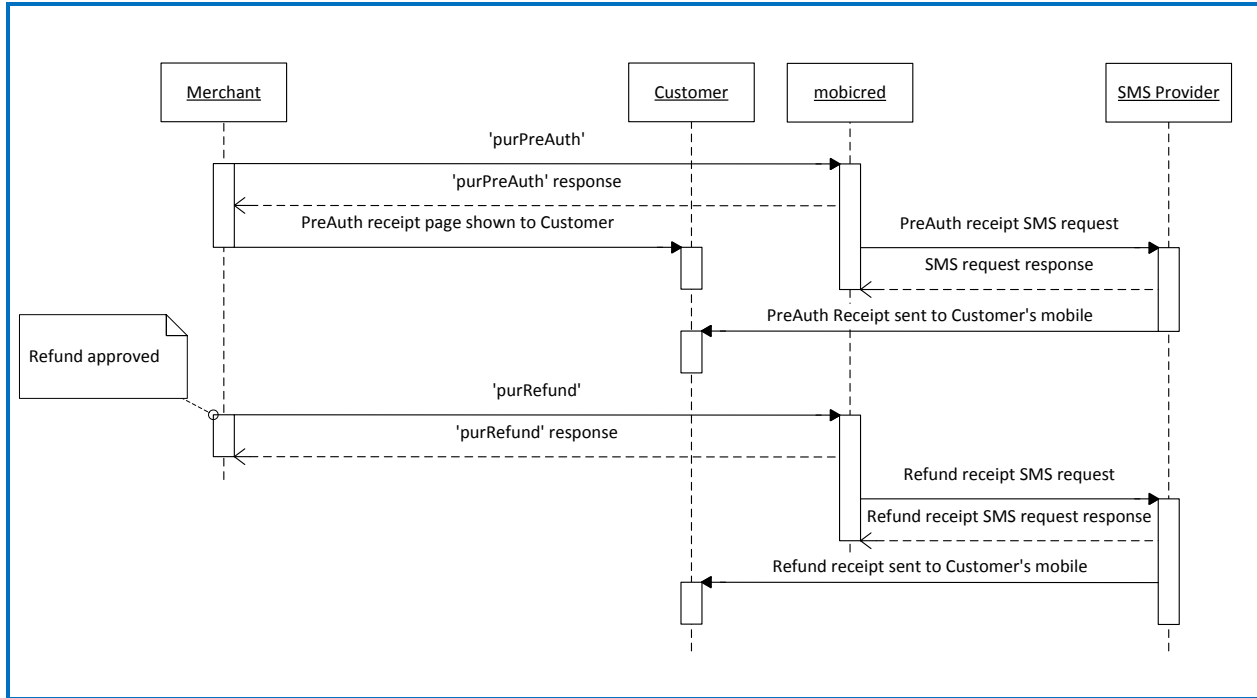 Merchant
Customer
mobicred
SMS Provider
'purPreAuth'
'purPreAuth' response
PreAuth receipt page shown to Customer
PreAuth receipt SMS request
SMS request response
PreAuth Receipt sent to Customer's mobile
Refund approved
'purRefund'
'purRefund' response
Refund receipt SMS request
Refund receipt SMS request response
Refund receipt sent to Customer's mobile